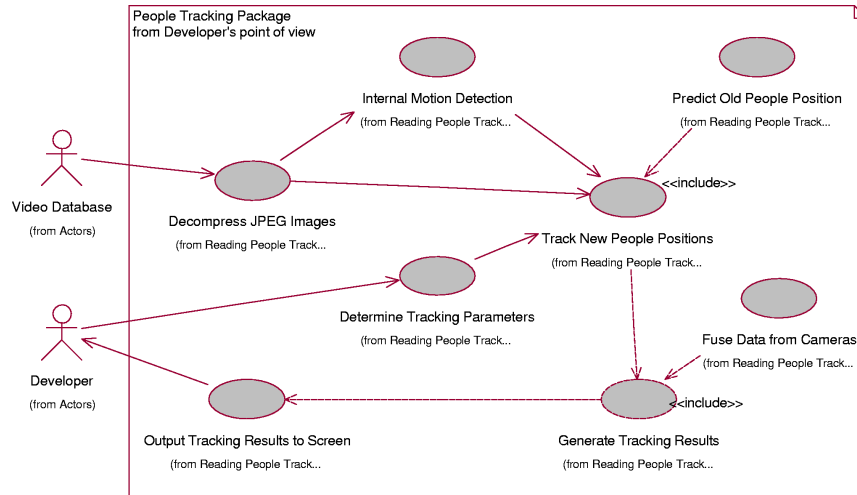 People Tracking Package
from Developer's point of view
Internal Motion Detection
(from Reading People Track...
Predict Old People Position
(from Reading People Track...
Video Database
(from Actors)
Decompress JPEG Images
(from Reading People Track...
<<include>>
Track New People Positions
(from Reading People Track...
Determine Tracking Parameters
(from Reading People Track...
Fuse Data from Cameras
(from Reading People Track...
Developer
(from Actors)
<<include>>
Output Tracking Results to Screen
(from Reading People Track...
Generate Tracking Results
(from Reading People Track...